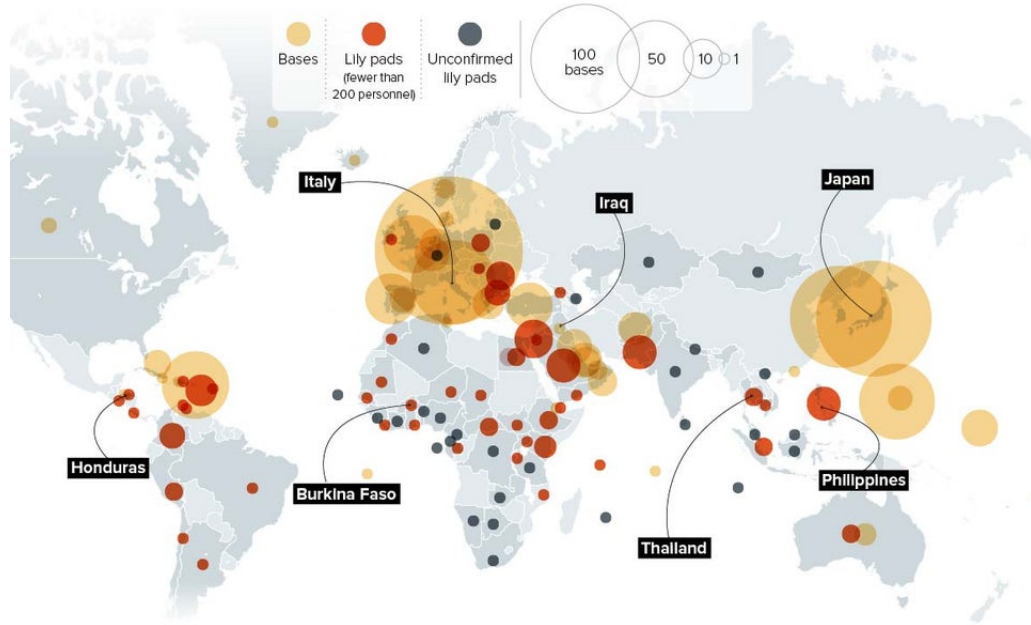 Bases
Lily pads
(fewer than
200 personnel)
Unconfirmed
lily pads
100
bases
50
10
1
Italy
Iraq
Japan
Honduras
Burkina Faso
Thailand
Philippines